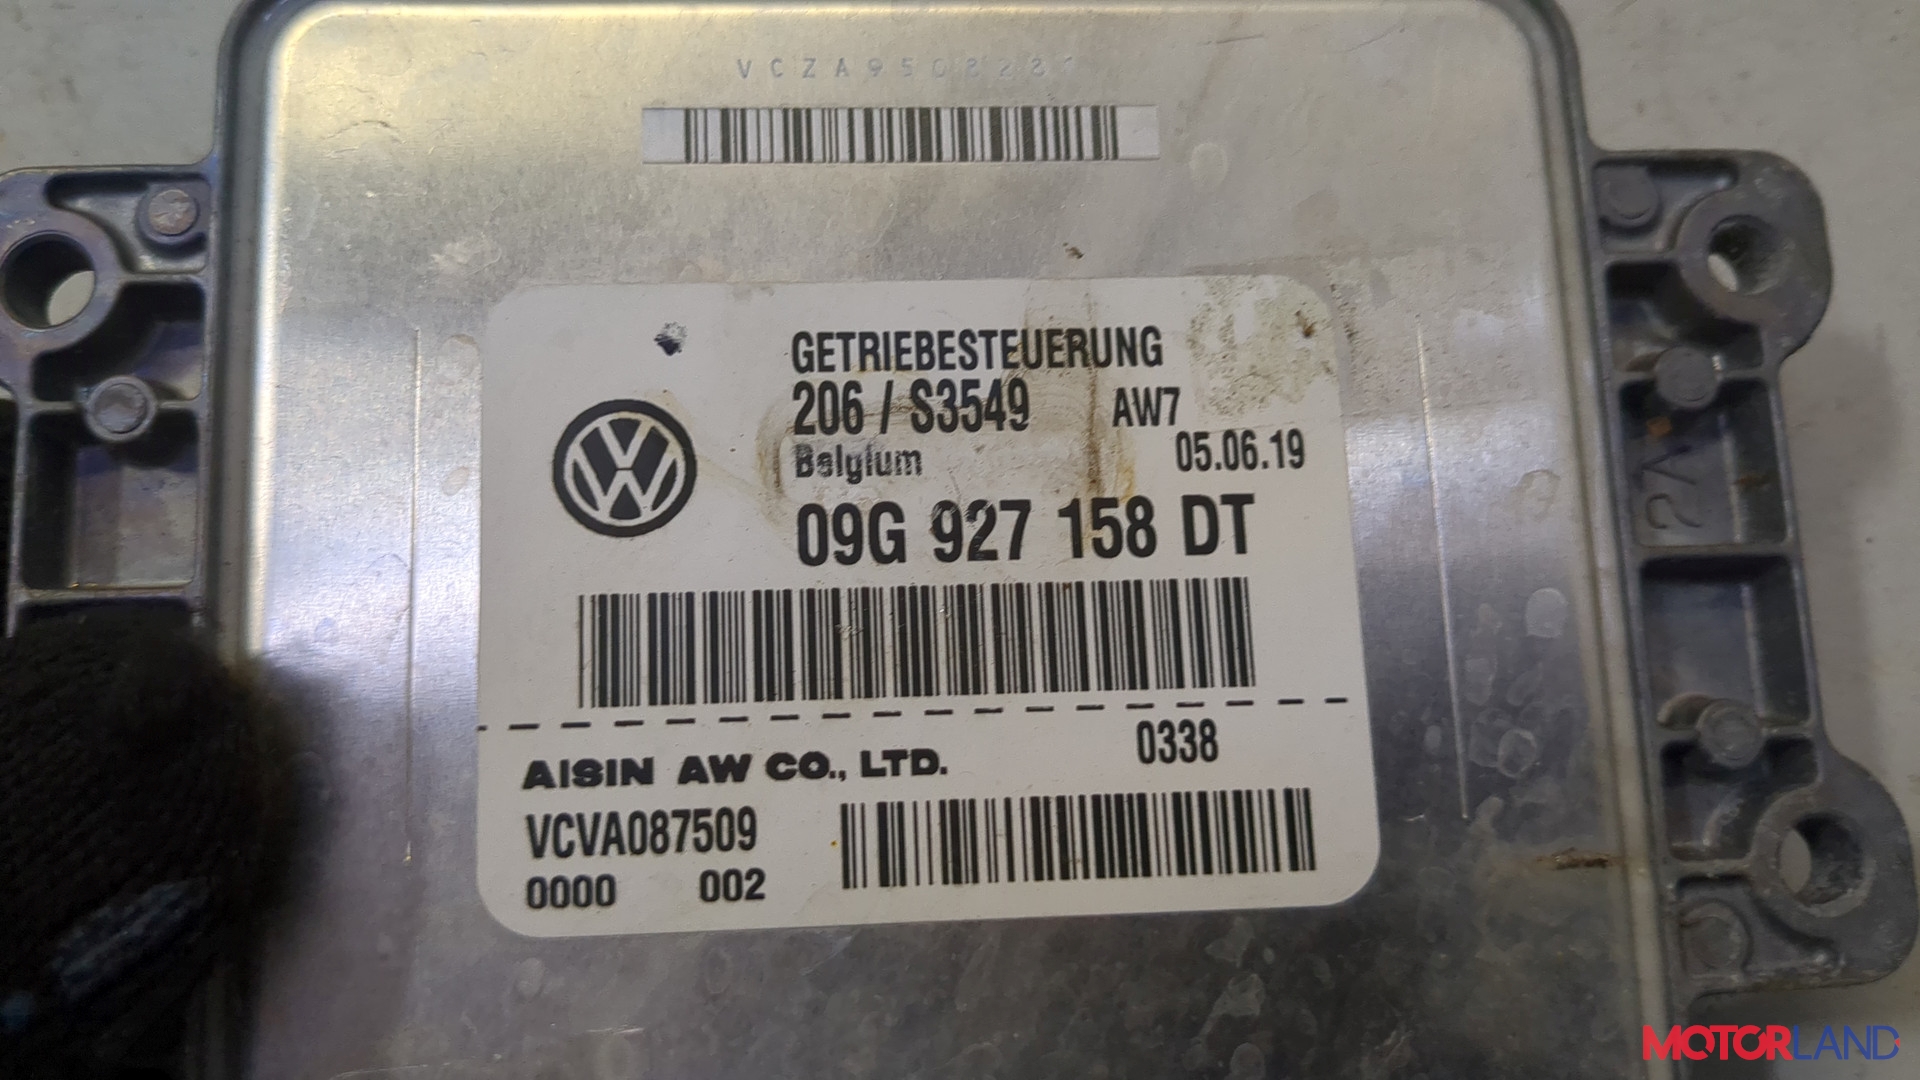 VCZA9508281
GETRIEBESTEUERUNG
206 / S3549 AW7
Belgium 05.06.19
09G 927 158 DT
AISIN AW CO., LTD. 0338
VCVA087509
0000 002
MOTORLAND